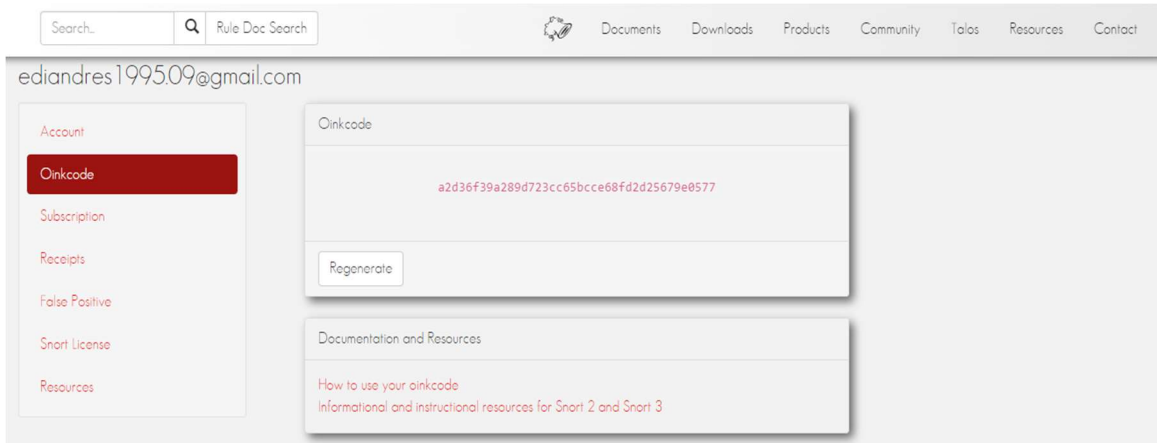 Search... Rule Doc Search Documents Downloads Products Community Talos Resources Contact
ediandres1995.09@gmail.com
Account
Oinkcode
Subscription
Receipts
False Positive
Snort License
Resources
Oinkcode
a2d36f39a289d723cc65bcce68fd2d25679e0577
Regenerate
Documentation and Resources
How to use your oinkcode
Informational and instructional resources for Snort 2 and Snort 3